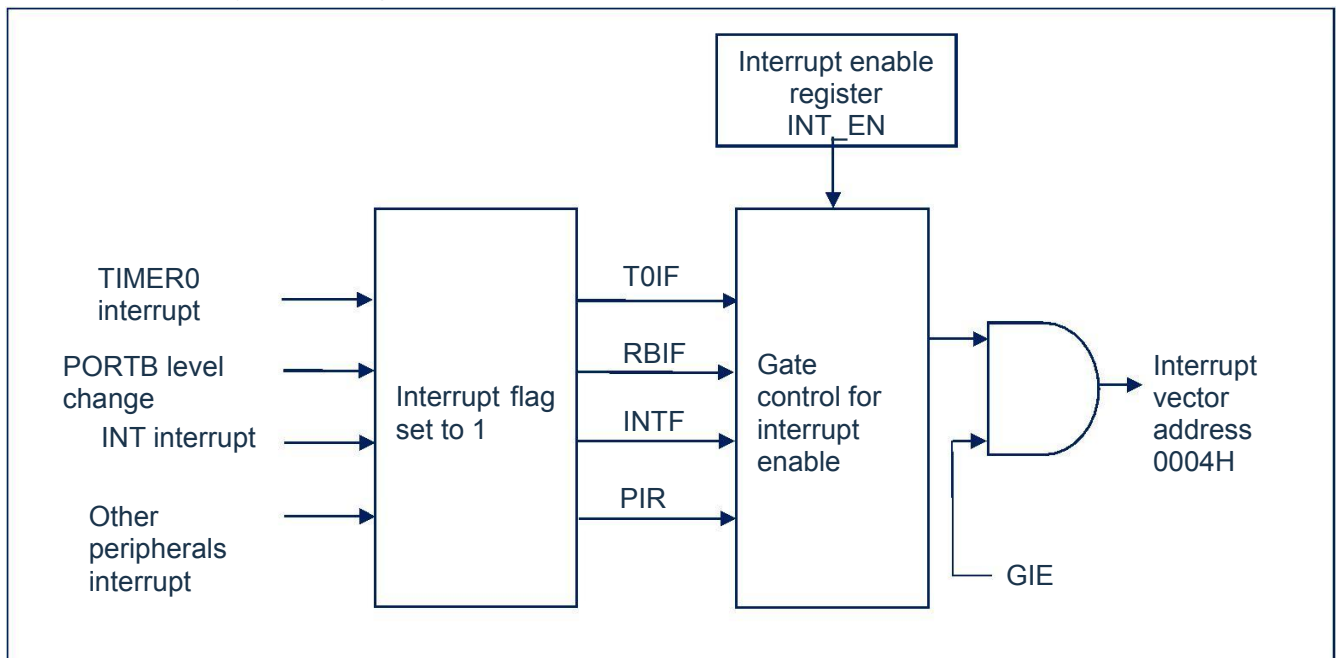 Interrupt enable
register
INT_EN
TIMER0
interrupt
PORTB level
change
INT interrupt
Other
peripherals
interrupt
Interrupt flag
set to 1
T0IF
RBIF
INTF
PIR
Gate
control for
interrupt
enable
Interrupt
vector
address
0004H
GIE